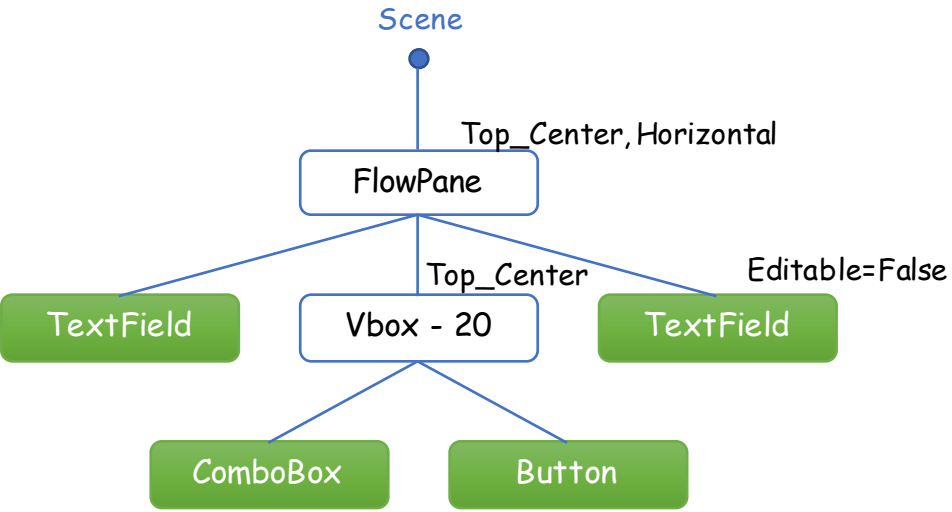 Scene
Top_Center, Horizontal
FlowPane
Top_Center
Editable=False
TextField
Vbox - 20
TextField
ComboBox
Button